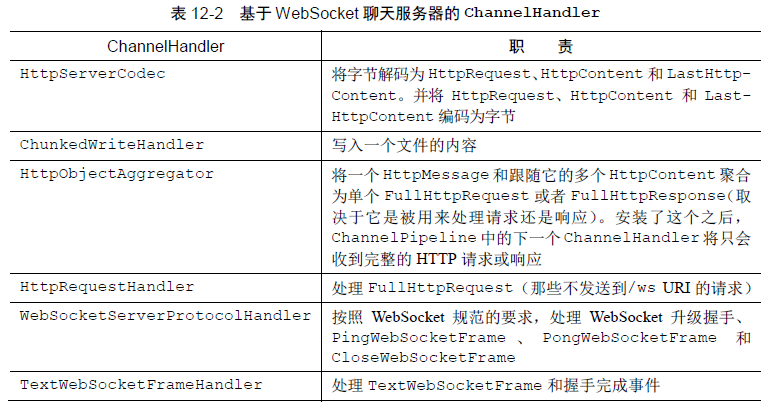 表 12-2 基于 WebSocket 聊天服务器的 ChannelHandler
ChannelHandler 职 责
HttpServerCodec 将字节解码为 HttpRequest、HttpContent 和 LastHttp-
Content。并将 HttpRequest、HttpContent 和 Last-
HttpContent 编码为字节
ChunkedWriteHandler 写入一个文件的内容
HttpObjectAggregator 将一个 HttpMessage 和跟随它的多个 HttpContent 聚合
为单个 FullHttpRequest 或者 FullHttpResponse(取
决于它是被用来处理请求还是响应)。安装了这个之后，
ChannelPipeline 中的下一个 ChannelHandler 将只会
收到完整的 HTTP 请求或响应
HttpRequestHandler 处理 FullHttpRequest（那些不发送到/ws URI 的请求）
WebSocketServerProtocolHandler 按照 WebSocket 规范的要求，处理 WebSocket 升级握手、
PingWebSocketFrame 、 PongWebSocketFrame 和
CloseWebSocketFrame
TextWebSocketFrameHandler 处理 TextWebSocketFrame 和握手完成事件